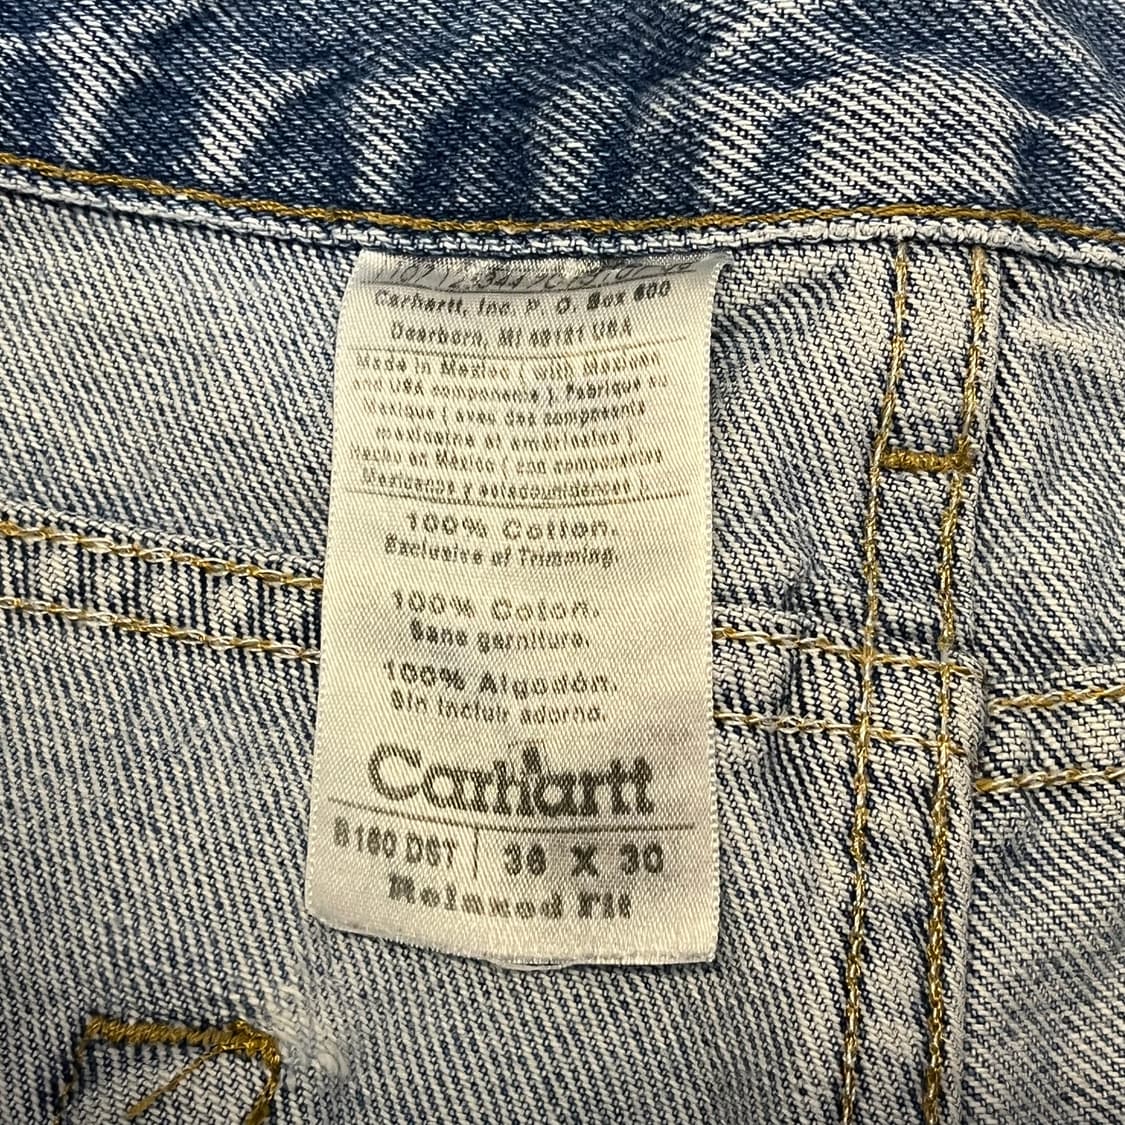 Carhartt, Inc. P. O. Box 600
Dearborn, MI 48121 USA
Made in Mexico ( with Mexican
and USA components ). Fabrique au
Mexique ( avec des composants
mexicains et américains ).
Hecho en México ( con componentes
Mexicanos y estadounidenses ).
100% Cotton.
Exclusive of Trimming.
100% Coton.
Sans garniture.
100% Algodón.
Sin incluir adorno.
Carhartt
B160 DST 36 X 30
Relaxed Fit